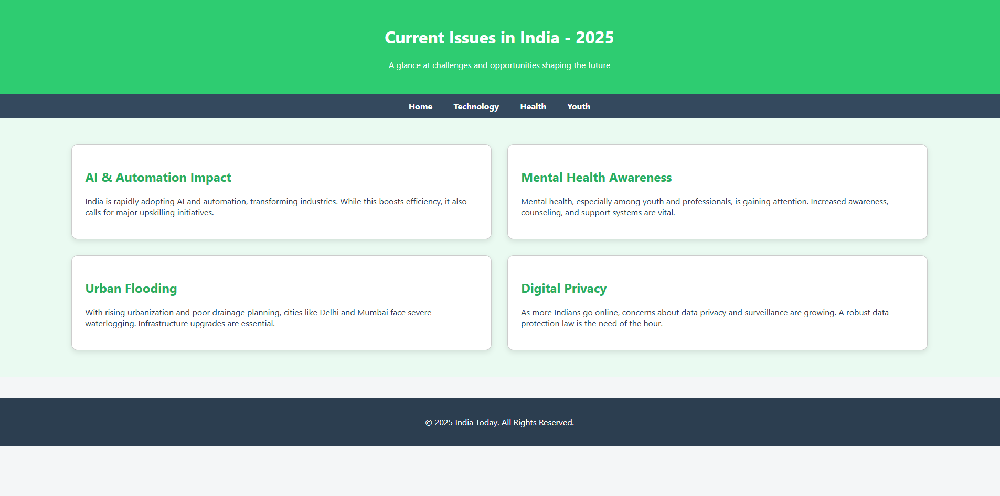 Current Issues in India - 2025
A glance at challenges and opportunities shaping the future
Home Technology Health Youth
AI & Automation Impact
India is rapidly adopting AI and automation, transforming industries. While this boosts efficiency, it also
calls for major upskilling initiatives.
Mental Health Awareness
Mental health, especially among youth and professionals, is gaining attention. Increased awareness,
counseling, and support systems are vital.
Urban Flooding
With rising urbanization and poor drainage planning, cities like Delhi and Mumbai face severe
waterlogging. Infrastructure upgrades are essential.
Digital Privacy
As more Indians go online, concerns about data privacy and surveillance are growing. A robust data
protection law is the need of the hour.
© 2025 India Today. All Rights Reserved.